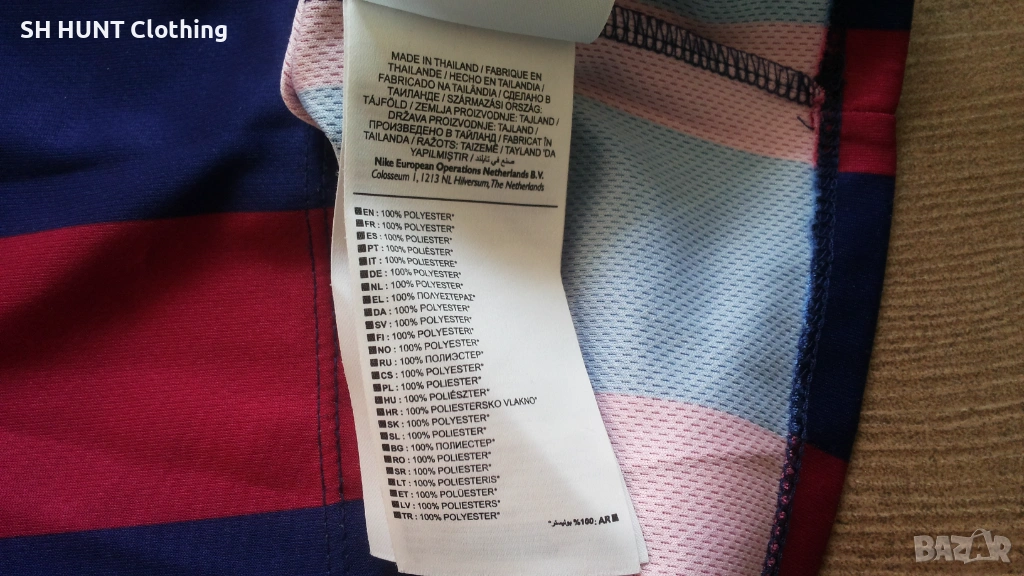 SH HUNT Clothing
MADE IN THAILAND / FABRIQUE EN
THAILANDE / HECHO EN TAILANDIA /
FABRICADO NA TAILÂNDIA / СДЕЛАНО В
ТАИЛАНДЕ / SZÁRMAZÁSI ORSZÁG:
TÁJFÖLD / ZEMLJA PROIZVODNJE: TAJLAND /
DRŽAVA PROIZVODNJE: TAJLAND /
ПРОИЗВЕДЕНО В ТАЙЛАНД / FABRICAT ÎN
TAILANDA / RAŽOTS: TAIZEMĒ / TAYLAND 'DA
YAPILMIŞTIR / صنع في تايلند
Nike European Operations Netherlands B.V.
Colosseum 1, 1213 NL Hilversum, The Netherlands
EN : 100% POLYESTER*
FR : 100% POLYESTER*
ES : 100% POLIESTER*
PT : 100% POLIÉSTER*
IT : 100% POLIESTERE*
DE : 100% POLYESTER*
NL : 100% POLYESTER*
EL : 100% ΠΟΛΥΕΣΤΕΡΑΣ*
DA : 100% POLYESTER*
SV : 100% POLYESTER*
FI : 100% POLYESTERI*
NO : 100% POLYESTER*
RU : 100% ПОЛИЭСТЕР*
CS : 100% POLYESTER*
PL : 100% POLIESTER*
HU : 100% POLIÉSZTER*
HR : 100% POLIESTERSKO VLAKNO*
SK : 100% POLYESTER*
SL : 100% POLIESTER*
BG : 100% ПОЛИЕСТЕР*
RO : 100% POLIESTER*
SR : 100% POLIESTER*
LT : 100% POLIESTERIS*
ET : 100% POLÜESTER*
LV : 100% POLIESTERS*
TR : 100% POLYESTER*
AR : 100% بوليستر*
BAZAR